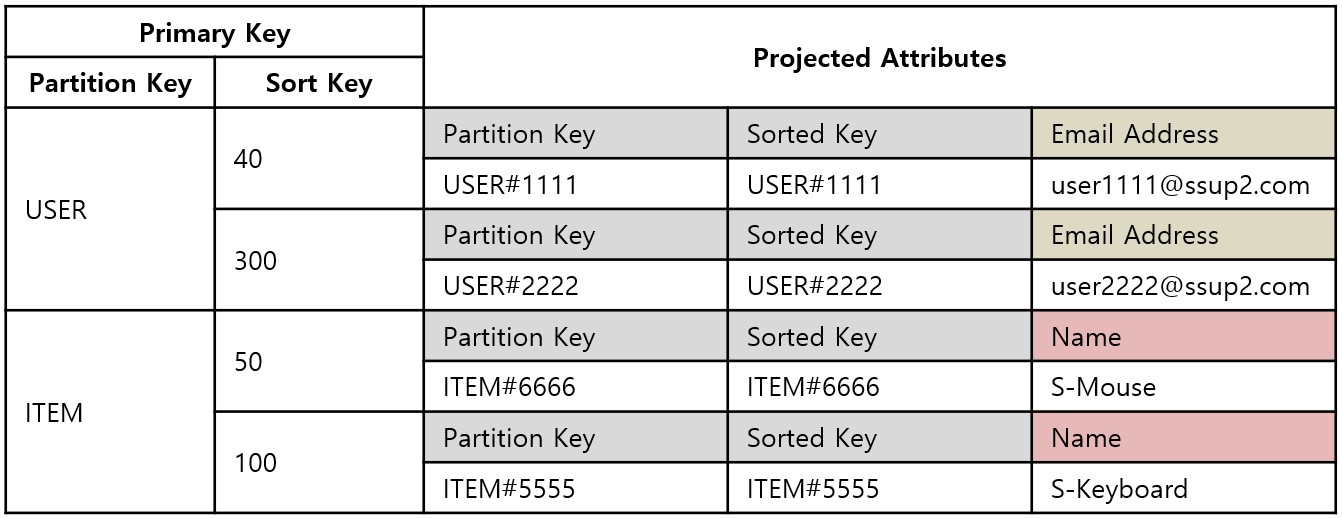 Primary Key
Projected Attributes
Partition Key Sort Key
USER
40
Partition Key Sorted Key Email Address
USER#1111 USER#1111 user1111@ssup2.com
300
Partition Key Sorted Key Email Address
USER#2222 USER#2222 user2222@ssup2.com
ITEM
50
Partition Key Sorted Key Name
ITEM#6666 ITEM#6666 S-Mouse
100
Partition Key Sorted Key Name
ITEM#5555 ITEM#5555 S-Keyboard